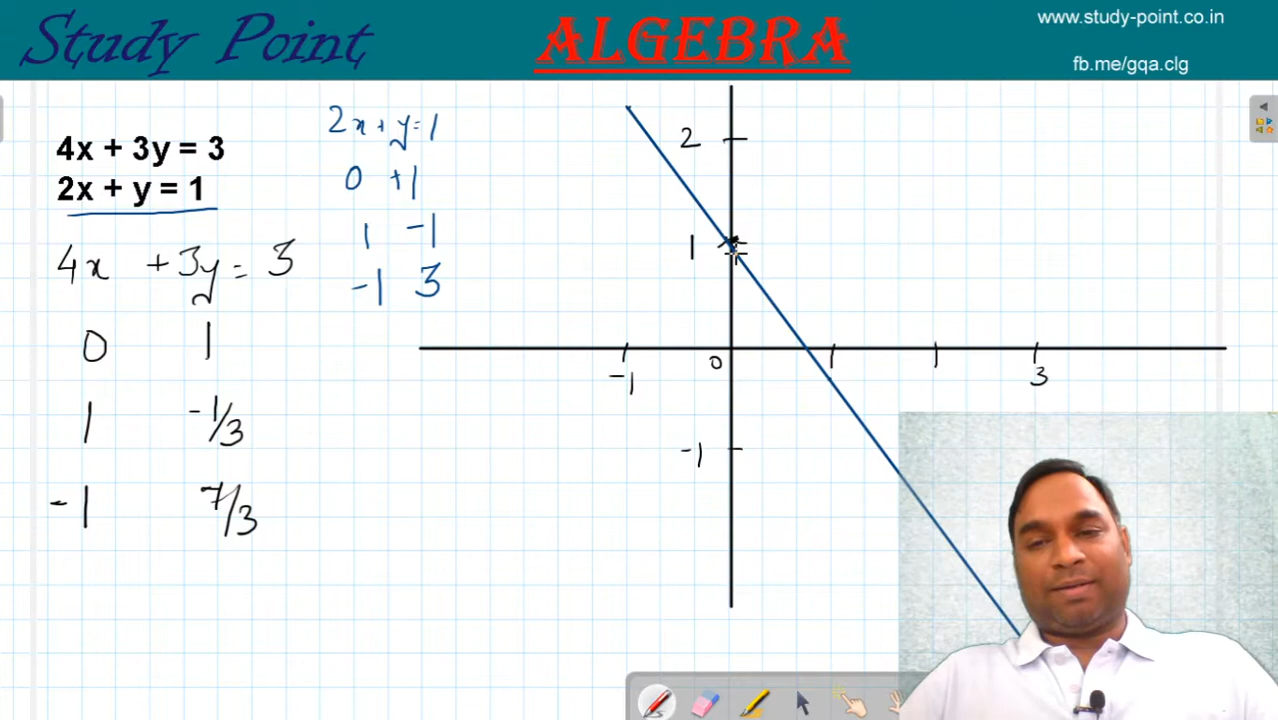 Study Point
ALGEBRA
www.study-point.co.in
fb.me/gqa.clg
4x + 3y = 3
2x + y = 1
4x + 3y = 3
0 1
1 -1/3
-1 7/3
2x + y = 1
0 +1
1 -1
-1 3
2
1
-1 0 3
-1